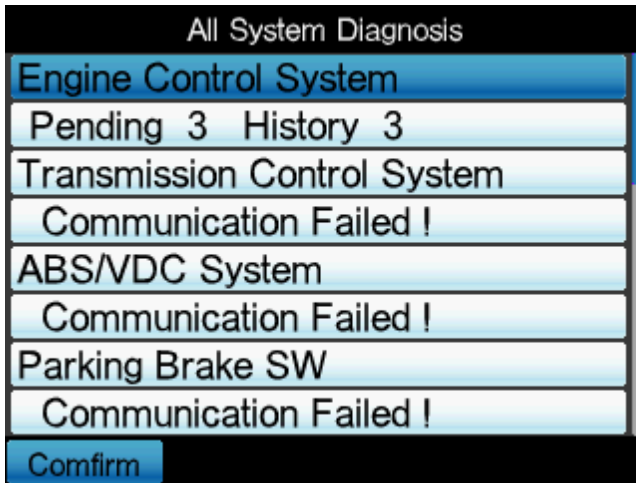 All System Diagnosis
Engine Control System
Pending 3 History 3
Transmission Control System
Communication Failed !
ABS/VDC System
Communication Failed !
Parking Brake SW
Communication Failed !
Comfirm